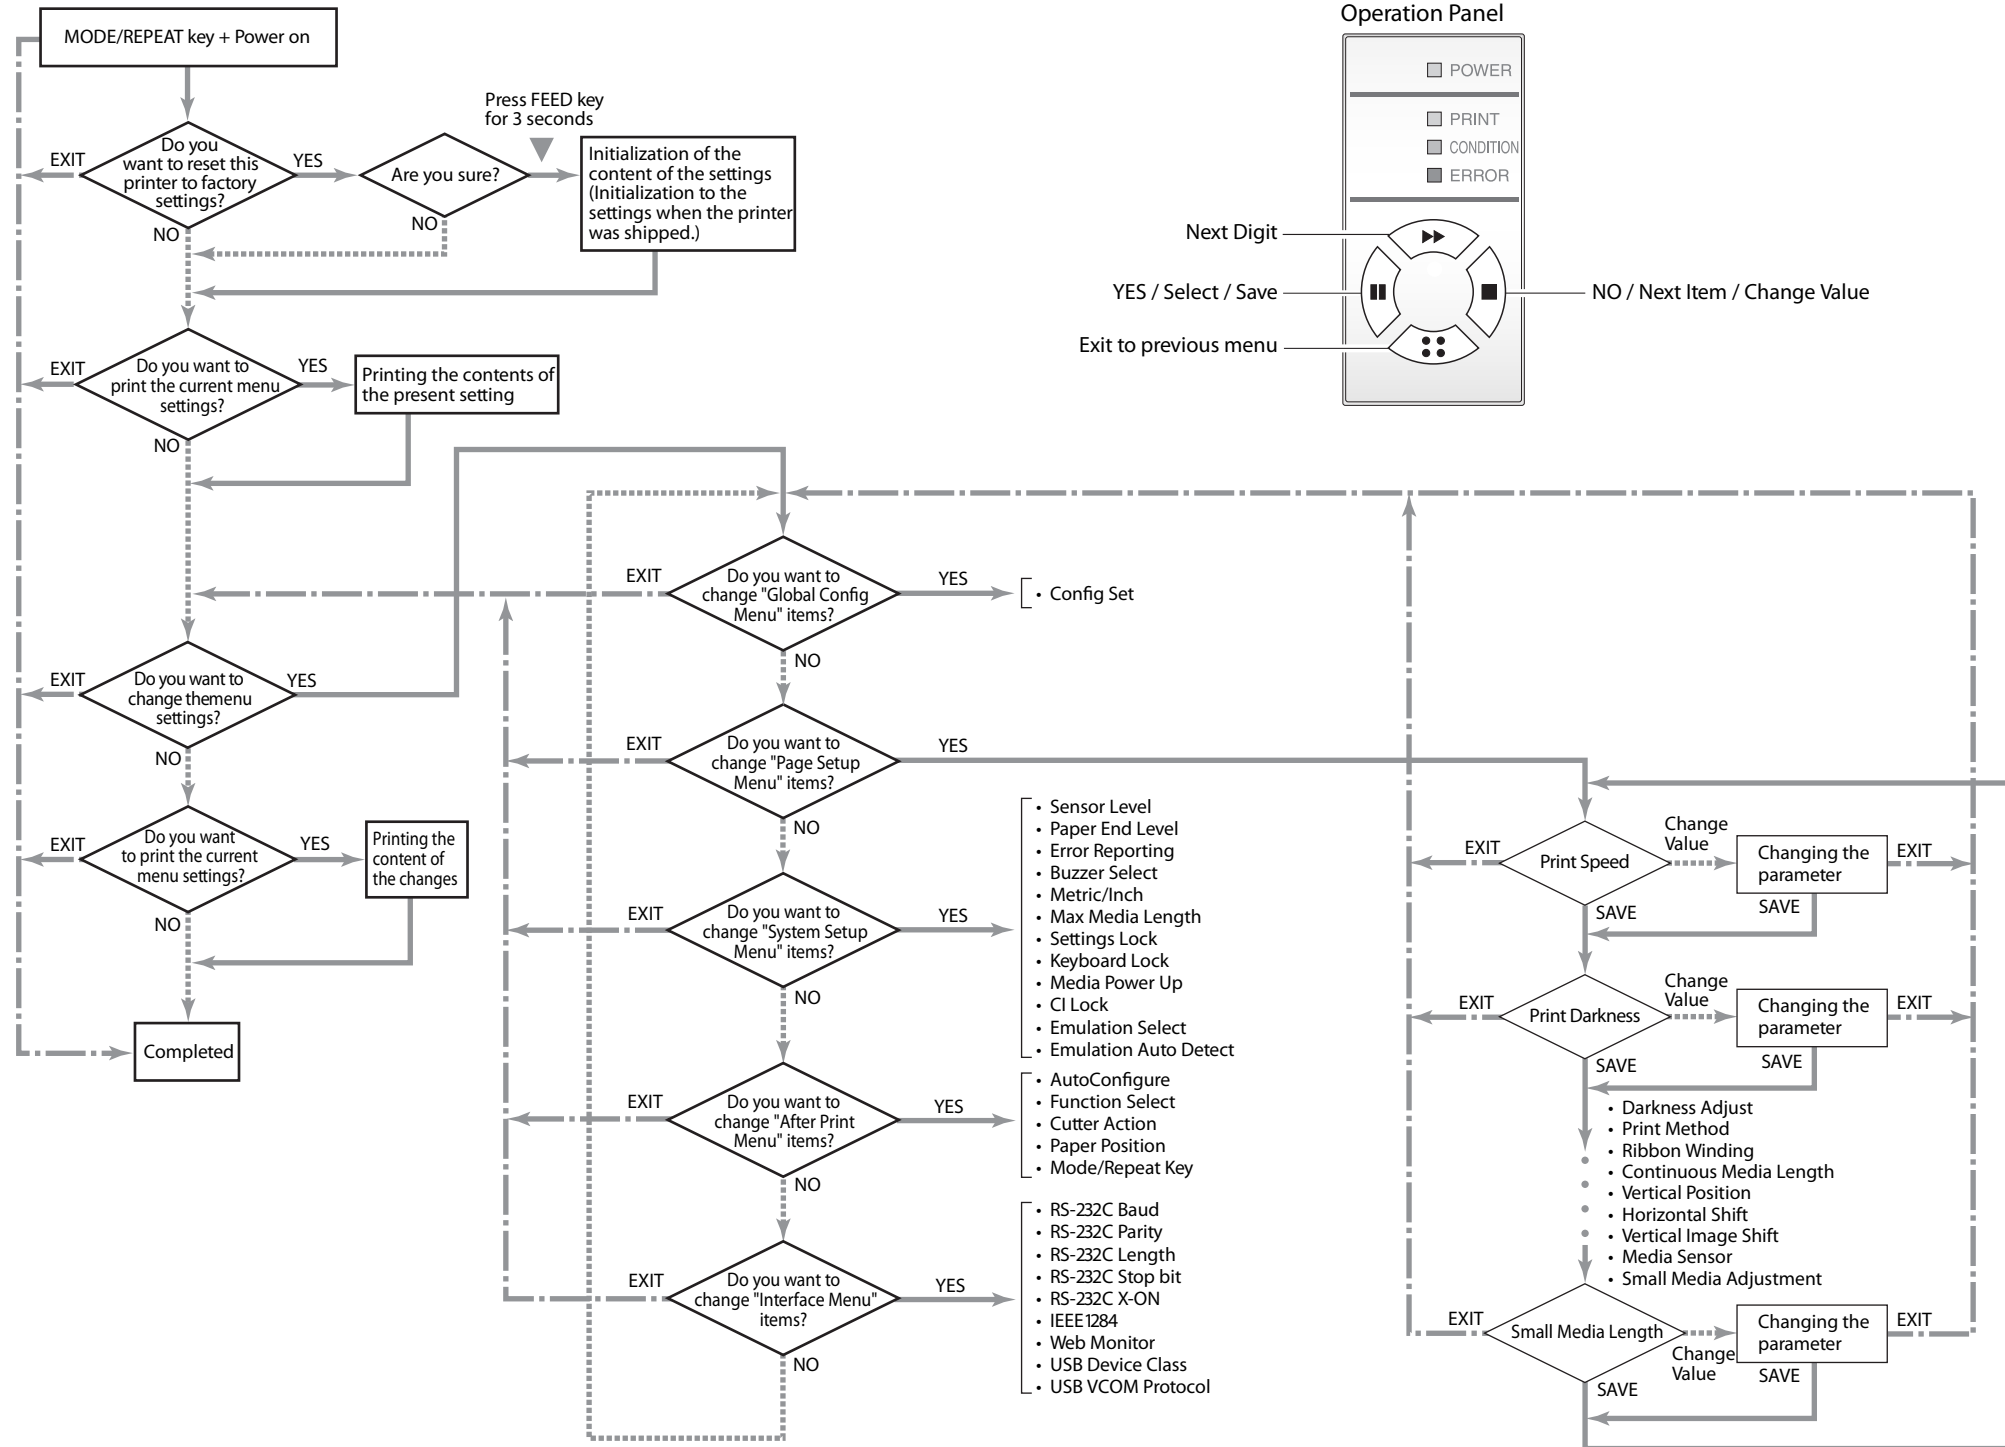 Operation Panel
MODE/REPEAT key + Power on
POWER
PRINT
CONDITION
ERROR
Next Digit
YES / Select / Save
NO / Next Item / Change Value
Exit to previous menu
Press FEED key
for 3 seconds
EXIT
Do you
want to reset this
printer to factory
settings?
YES
NO
Are you sure?
NO
Initialization of the
content of the settings
(Initialization to the
settings when the printer
was shipped.)
EXIT
Do you want to
print the current menu
settings?
YES
NO
Printing the contents of
the present setting
EXIT
Do you want to
change themenu
settings?
YES
NO
EXIT
Do you want
to print the current
menu settings?
YES
NO
Printing the
content of
the changes
Completed
EXIT
Do you want to
change "Global Config
Menu" items?
YES
NO
• Config Set
EXIT
Do you want to
change "Page Setup
Menu" items?
YES
NO
EXIT
Do you want to
change "System Setup
Menu" items?
YES
NO
• Sensor Level
• Paper End Level
• Error Reporting
• Buzzer Select
• Metric/Inch
• Max Media Length
• Settings Lock
• Keyboard Lock
• Media Power Up
• CI Lock
• Emulation Select
• Emulation Auto Detect
EXIT
Do you want to
change "After Print
Menu" items?
YES
NO
• AutoConfigure
• Function Select
• Cutter Action
• Paper Position
• Mode/Repeat Key
EXIT
Do you want to
change "Interface Menu"
items?
YES
NO
• RS-232C Baud
• RS-232C Parity
• RS-232C Length
• RS-232C Stop bit
• RS-232C X-ON
• IEEE1284
• Web Monitor
• USB Device Class
• USB VCOM Protocol
EXIT
Print Speed
Change
Value
Changing the
parameter
EXIT
SAVE
SAVE
EXIT
Print Darkness
Change
Value
Changing the
parameter
EXIT
SAVE
SAVE
• Darkness Adjust
• Print Method
• Ribbon Winding
• Continuous Media Length
• Vertical Position
• Horizontal Shift
• Vertical Image Shift
• Media Sensor
• Small Media Adjustment
EXIT
Small Media Length
Change
Value
Changing the
parameter
EXIT
SAVE
SAVE